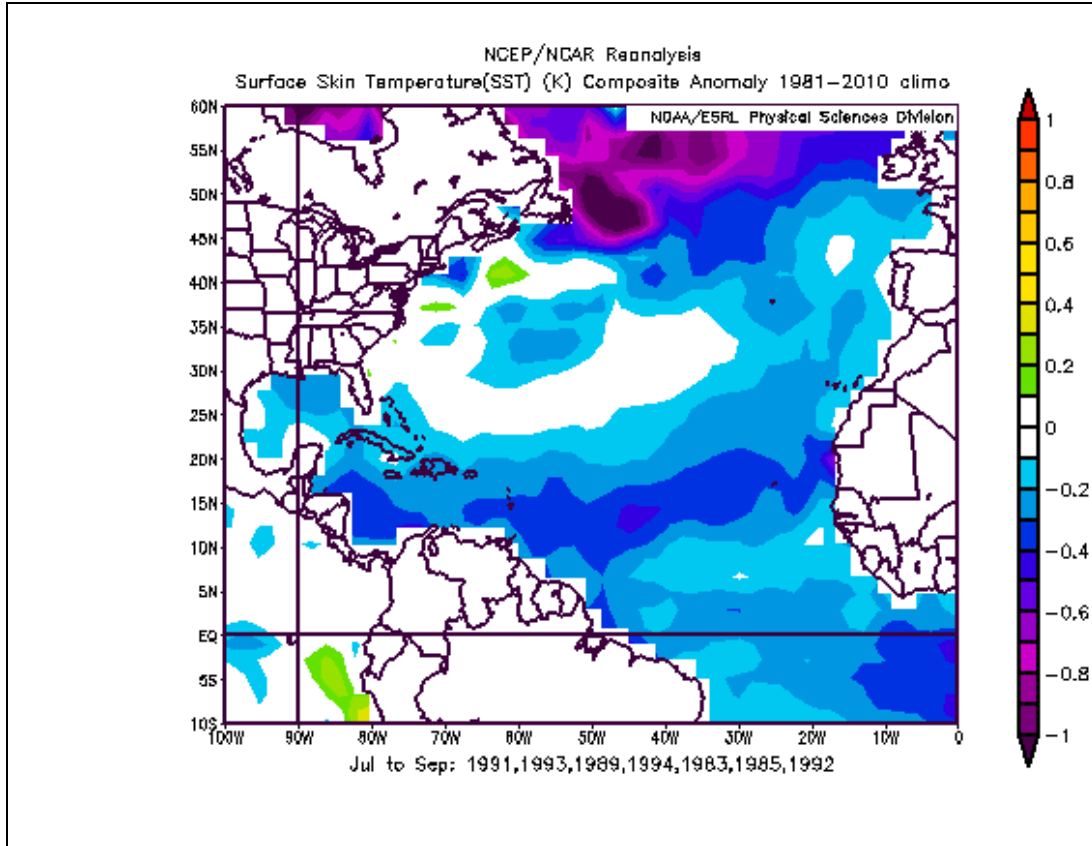 NCEP/NCAR Reanalysis
Surface Skin Temperature(SST) (K) Composite Anomaly 1981-2010 climo
NOAA/ESRL Physical Sciences Division
60N
55N
50N
45N
40N
35N
30N
25N
20N
15N
10N
5N
EQ
5S
10S
100W 90W 80W 70W 60W 50W 40W 30W 20W 10W 0
1
0.8
0.6
0.4
0.2
0
-0.2
-0.4
-0.6
-0.8
-1
Jul to Sep: 1991,1993,1989,1994,1983,1985,1992